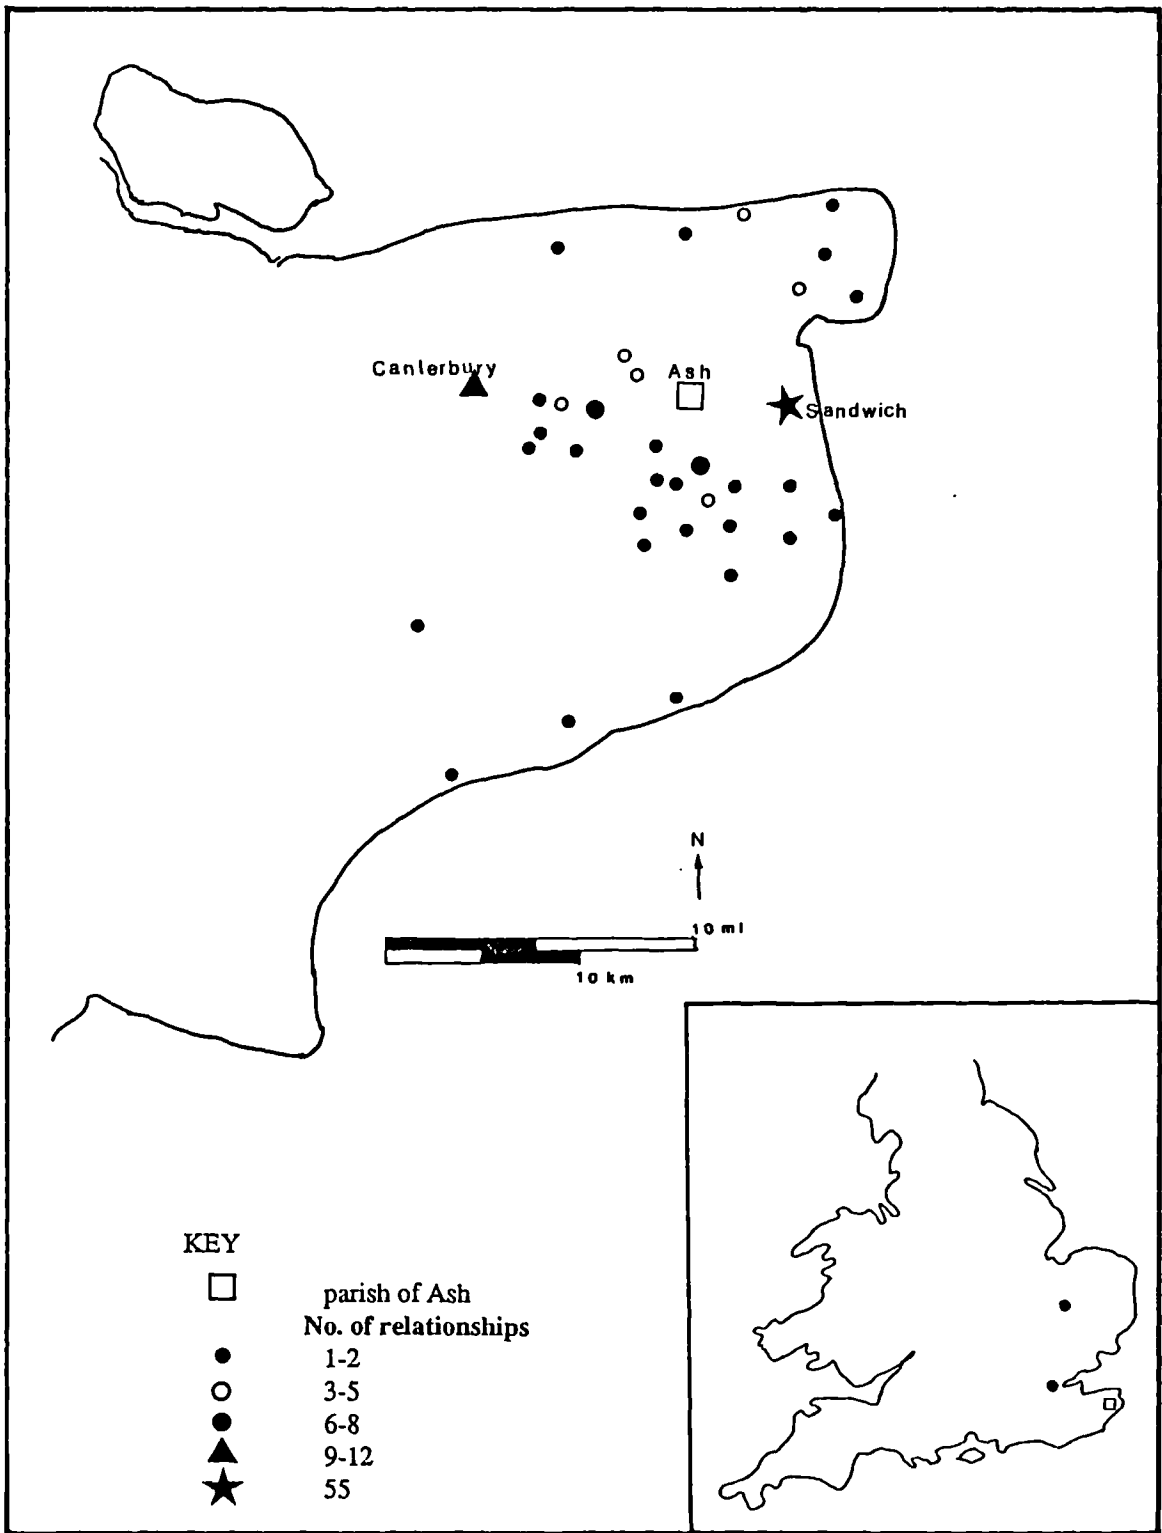 Canlerbury
Ash
Sandwich
N
10 ml
10 km
KEY
parish of Ash
No. of relationships
1-2
3-5
6-8
9-12
55